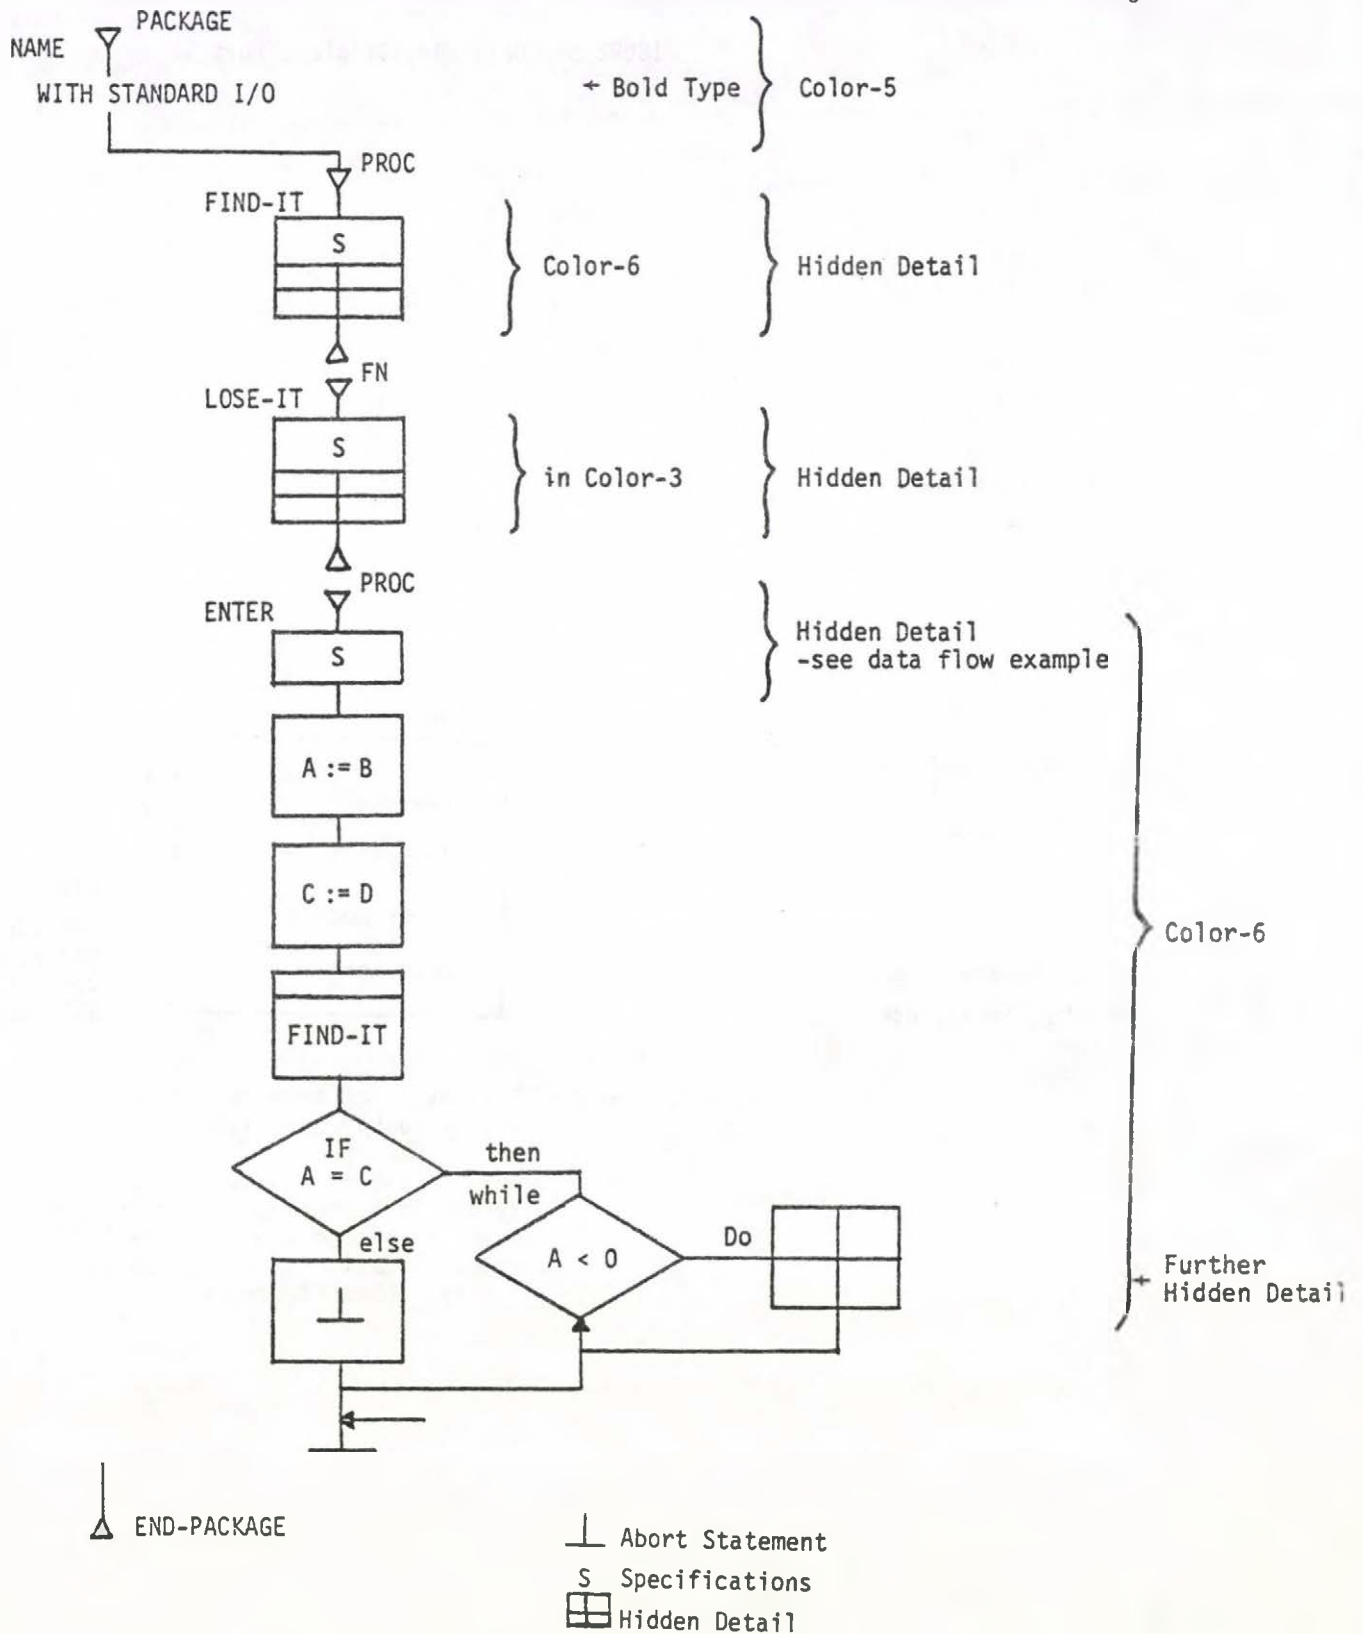 PACKAGE
NAME
WITH STANDARD I/O
← Bold Type
Color-5
PROC
FIND-IT
S
Color-6
Hidden Detail
FN
LOSE-IT
S
in Color-3
Hidden Detail
PROC
ENTER
S
Hidden Detail
-see data flow example
A := B
C := D
Color-6
FIND-IT
IF
A = C
then
while
else
A < 0
Do
← Further
Hidden Detail
END-PACKAGE
Abort Statement
S Specifications
Hidden Detail